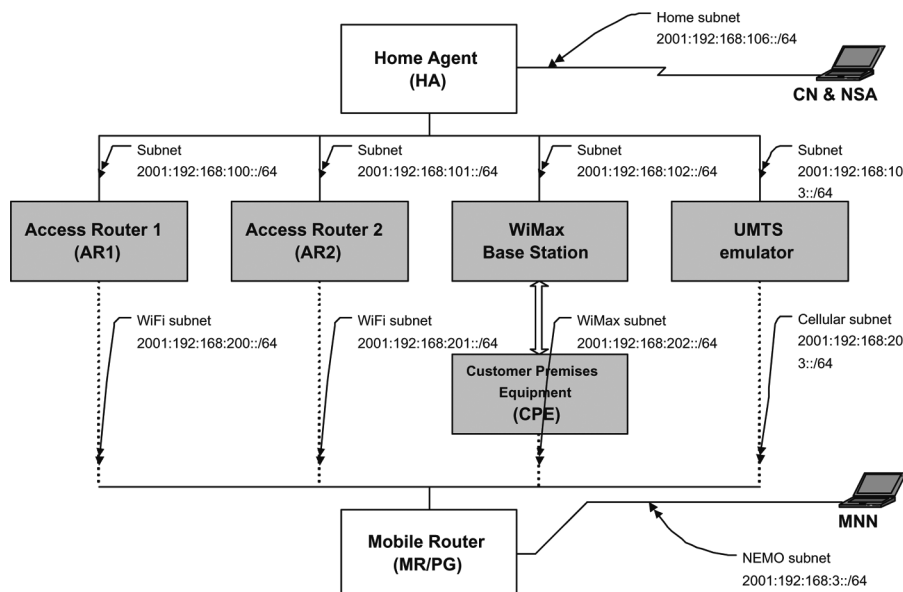 Home subnet
2001:192:168:106::/64
Home Agent
(HA)
CN & NSA
Subnet
2001:192:168:100::/64
Subnet
2001:192:168:101::/64
Subnet
2001:192:168:102::/64
Subnet
2001:192:168:10
3::/64
Access Router 1
(AR1)
Access Router 2
(AR2)
WiMax
Base Station
UMTS
emulator
WiFi subnet
2001:192:168:200::/64
WiFi subnet
2001:192:168:201::/64
WiMax subnet
2001:192:168:202::/64
Cellular subnet
2001:192:168:20
3::/64
Customer Premises
Equipment
(CPE)
MNN
Mobile Router
(MR/PG)
NEMO subnet
2001:192:168:3::/64